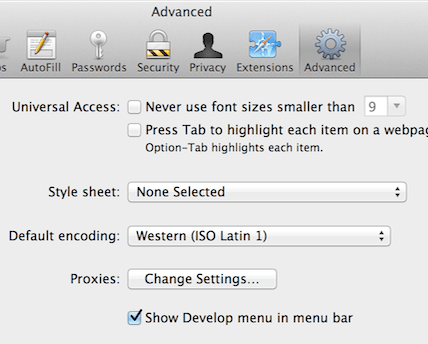 Advanced
AutoFill Passwords Security Privacy Extensions Advanced
Universal Access: Never use font sizes smaller than 9
Press Tab to highlight each item on a webpag
Option-Tab highlights each item.
Style sheet: None Selected
Default encoding: Western (ISO Latin 1)
Proxies: Change Settings...
Show Develop menu in menu bar